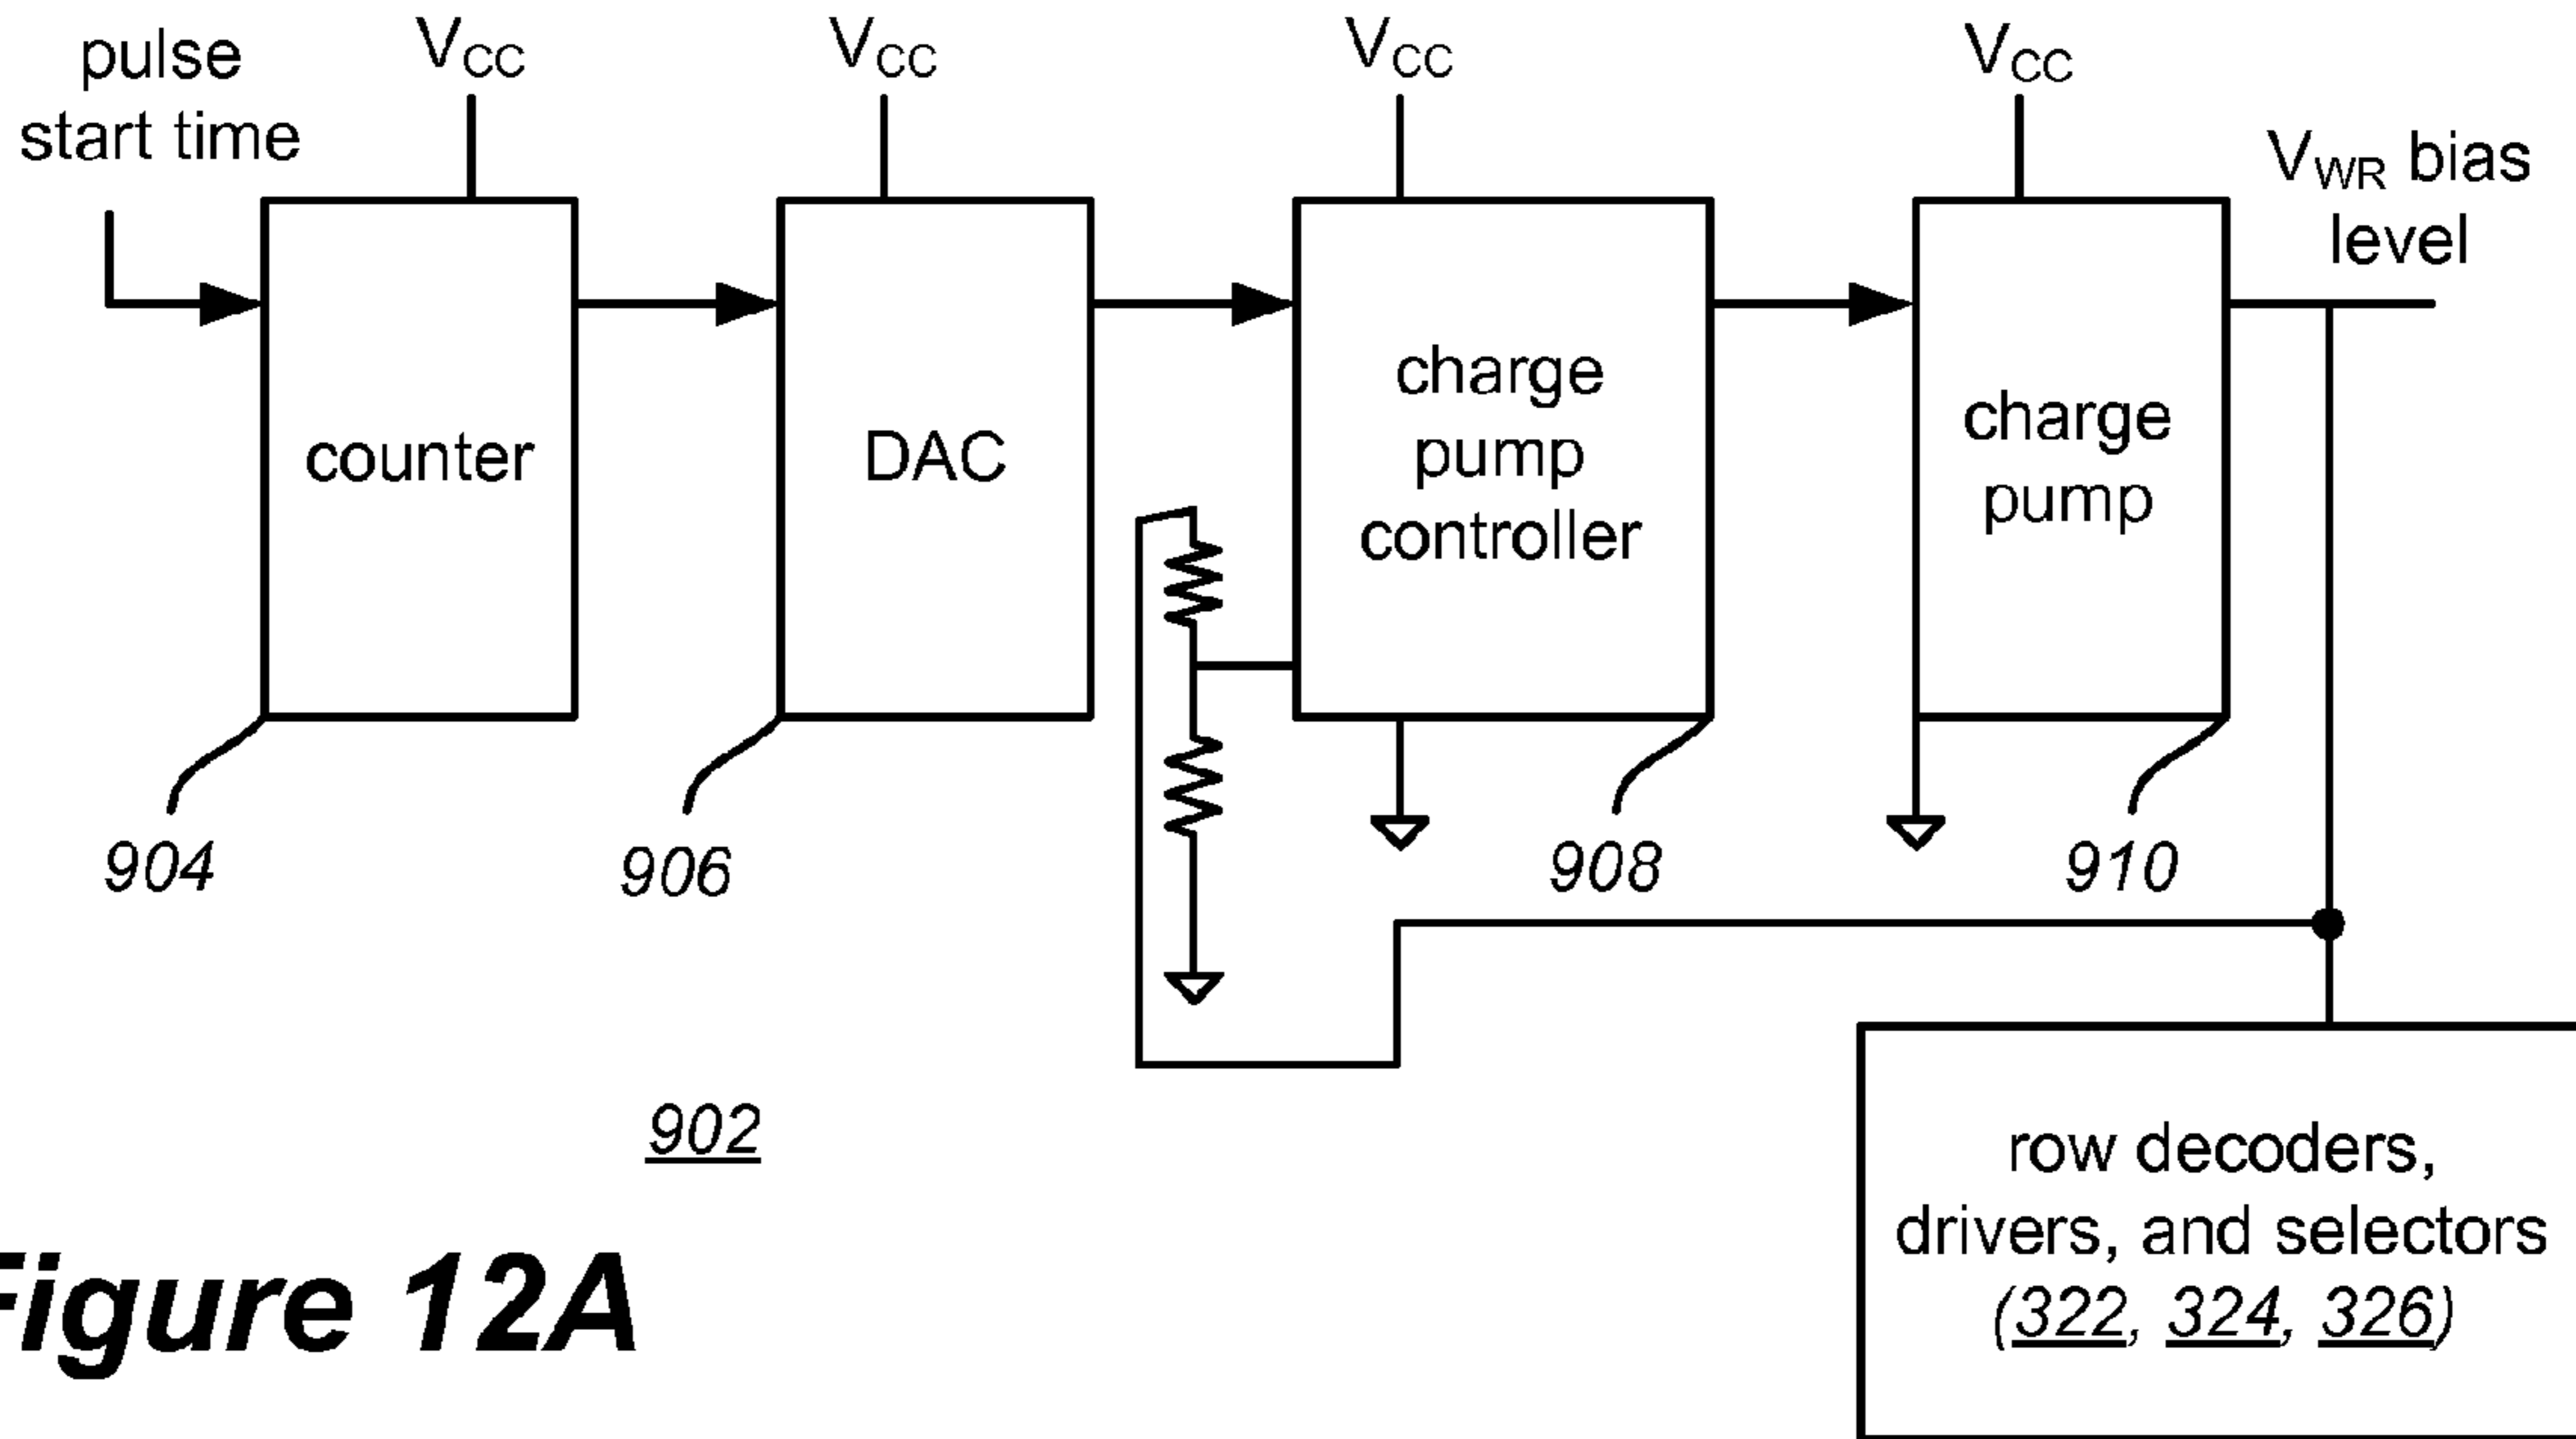 pulse
start time
VCC
VCC
VCC
VCC
VWR bias
level
counter
DAC
charge
pump
controller
charge
pump
904
906
908
910
902
row decoders,
drivers, and selectors
(322, 324, 326)
Figure 12A